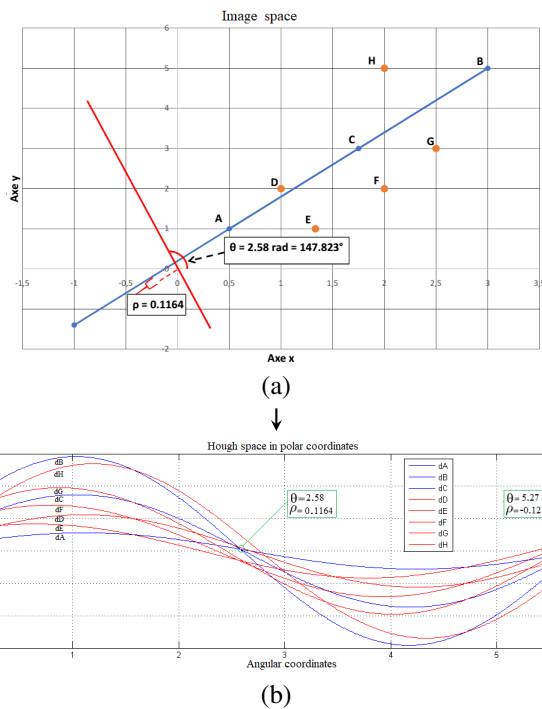 Image space
6
5
4
3
2
1
0
-2
-1
-0,5
0
0,5
1
1,5
2
2,5
3
3,5
Axe y
Axe x
H
B
C
G
D
F
A
E
θ = 2.58 rad = 147.823°
ρ = 0.1164
(a)
Hough space in polar coordinates
dB
dH
dG
dC
dF
dD
dE
dA
θ=2.58
ρ= 0.1164
dA
dB
dC
dD
dE
dF
dG
dH
θ=5.27
ρ=-0.12
1
2
3
4
5
Angular coordinates
(b)